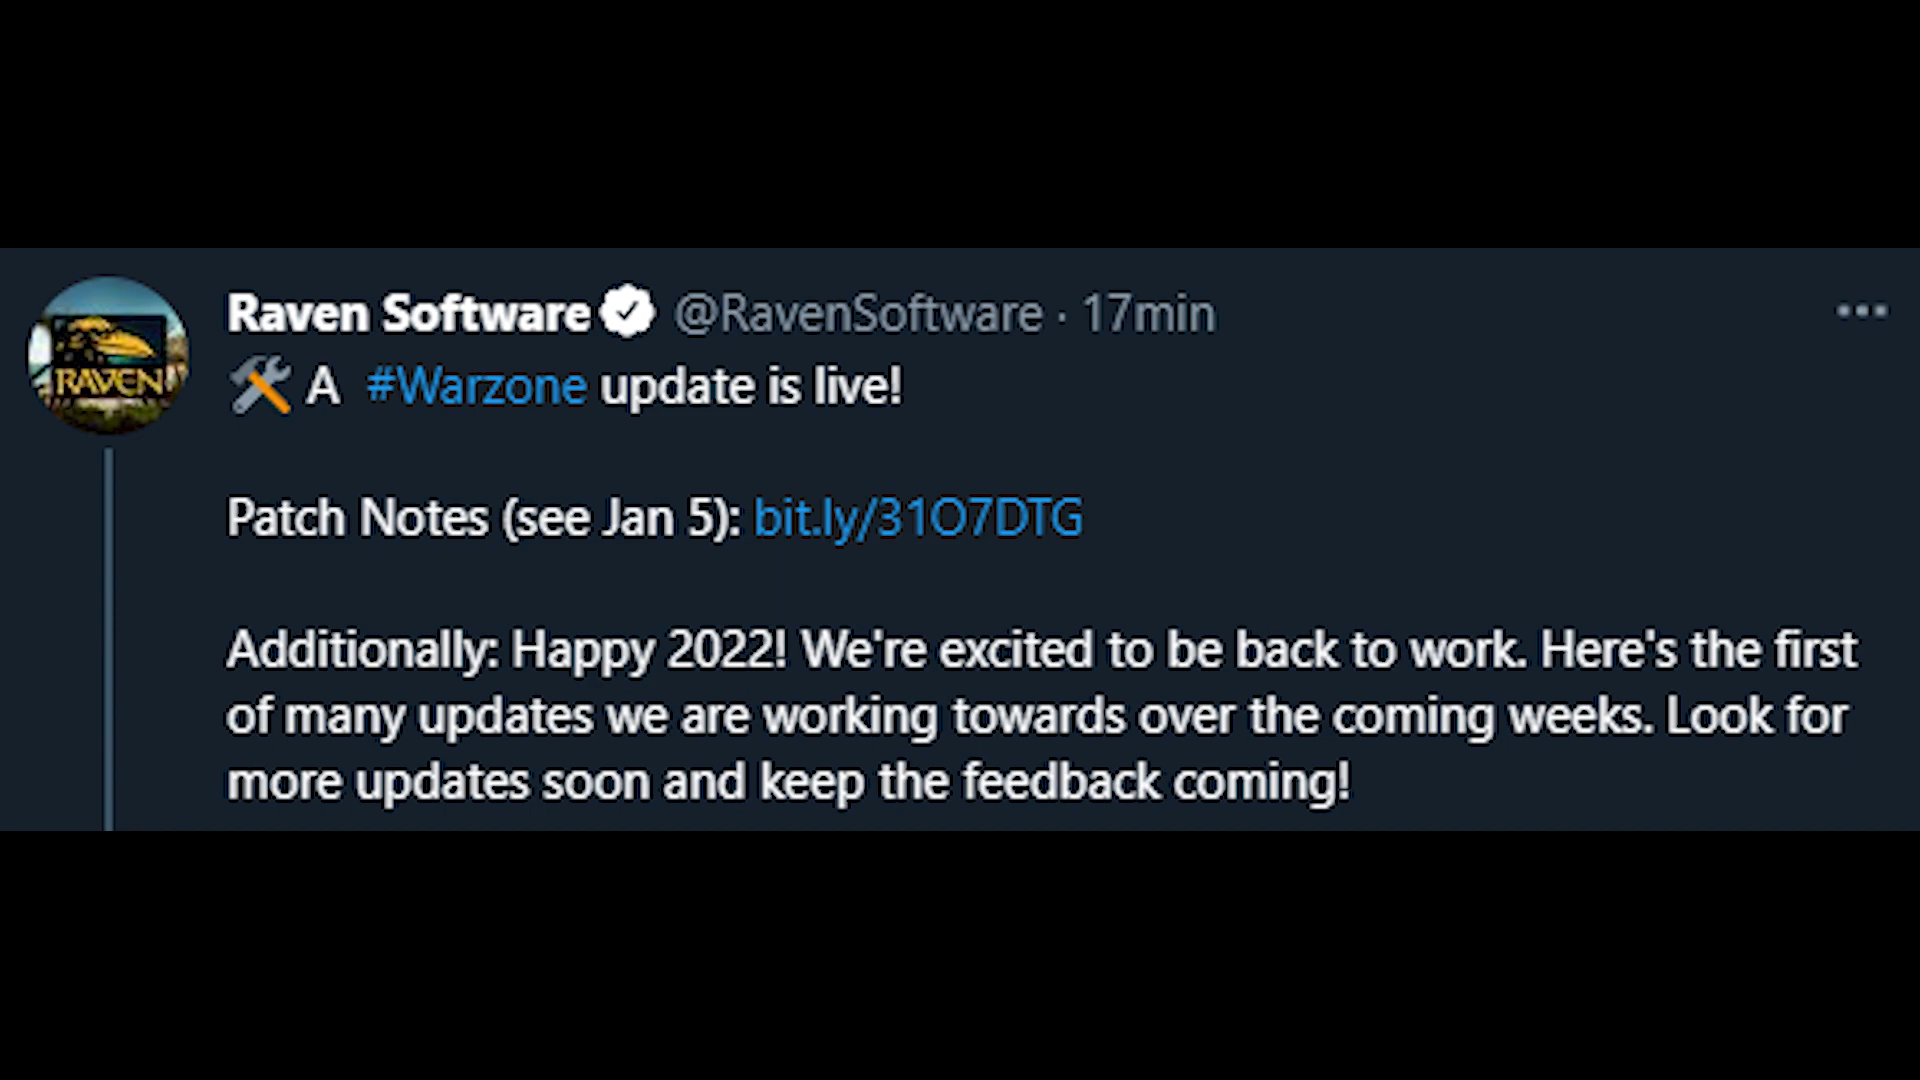 RAVEN
Raven Software @RavenSoftware · 17min
🛠 A #Warzone update is live!
Patch Notes (see Jan 5): bit.ly/31O7DTG
Additionally: Happy 2022! We're excited to be back to work. Here's the first
of many updates we are working towards over the coming weeks. Look for
more updates soon and keep the feedback coming!